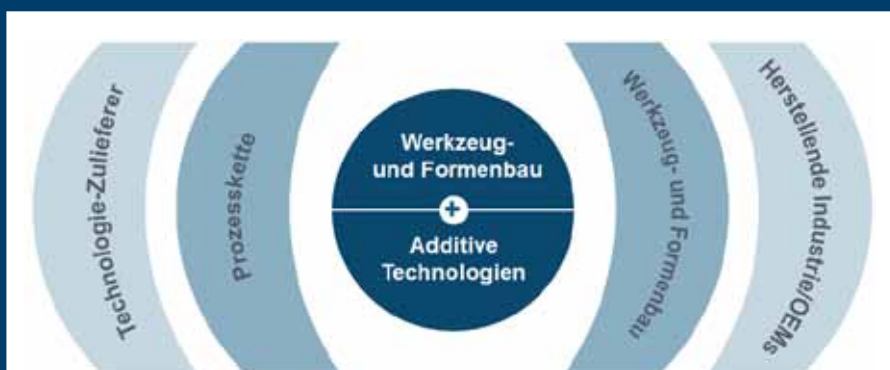 Technologie-Zulieferer
Prozesskette
Werkzeug-
und Formenbau
+
Additive
Technologien
Werkzeug- und Formenbau
Herstellende Industrie/OEMs